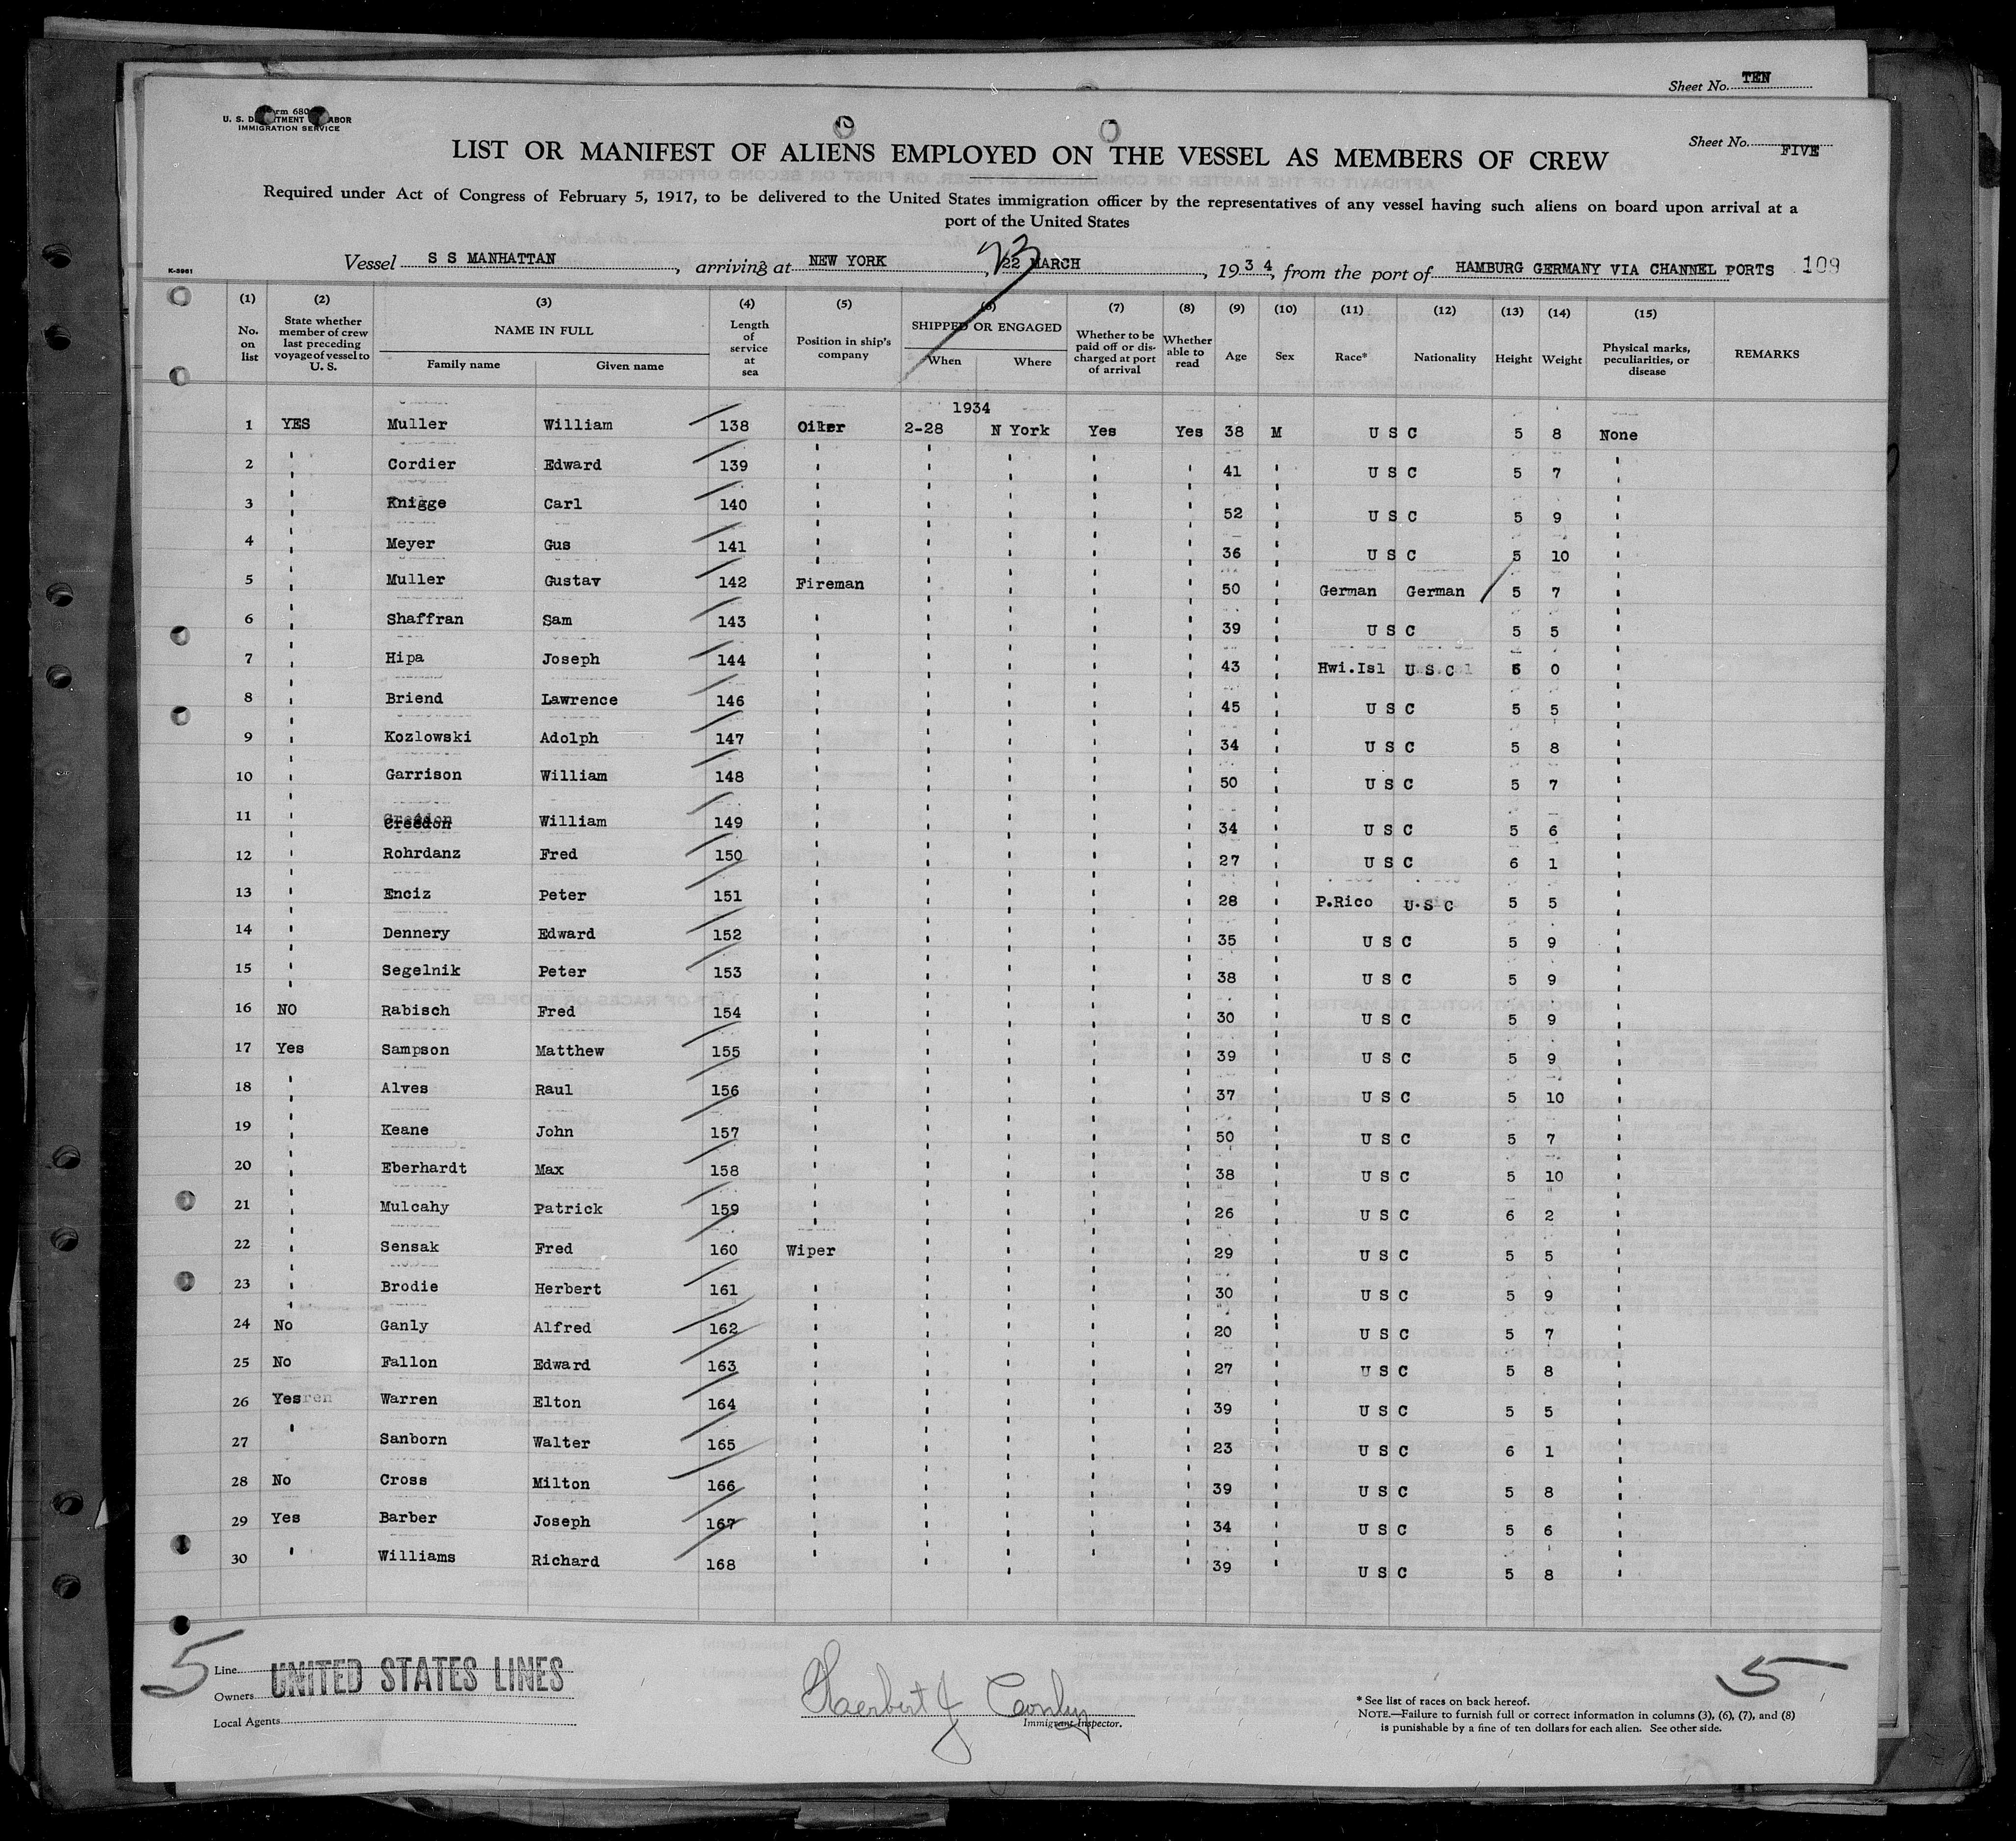 Sheet No. TEN
U. S. DEPARTMENT OF LABOR
IMMIGRATION SERVICE
Sheet No. FIVE
LIST OR MANIFEST OF ALIENS EMPLOYED ON THE VESSEL AS MEMBERS OF CREW
Required under Act of Congress of February 5, 1917, to be delivered to the United States immigration officer by the representatives of any vessel having such aliens on board upon arrival at a
port of the United States
K-3961
Vessel S S MANHATTAN, arriving at NEW YORK, 22 MARCH 23, 1934, from the port of HAMBURG GERMANY VIA CHANNEL PORTS 109
(1) (2) (3) (4) (5) (6) (7) (8) (9) (10) (11) (12) (13) (14) (15)
No. on list State whether member of crew last preceding voyage of vessel to U. S. NAME IN FULL Length of service at sea Position in ship's company SHIPPED OR ENGAGED Whether to be paid off or discharged at port of arrival Whether able to read Age Sex Race* Nationality Height Weight Physical marks, peculiarities, or disease REMARKS
Family name Given name When Where
1934
1 YES Muller William 138 Oiler 2-28 N York Yes Yes 38 M U S C 5 8 None
2 " Cordier Edward 139 " " " " " 41 " U S C 5 7 "
3 " Knigge Carl 140 " " " " " 52 " U S C 5 9 "
4 " Meyer Gus 141 " " " " " 36 " U S C 5 10 "
5 " Muller Gustav 142 Fireman " " " " 50 " German German 5 7 "
6 " Shaffran Sam 143 " " " " " 39 " U S C 5 5 "
7 " Hipa Joseph 144 " " " " " 43 " Hwi.Isl U S C 6 0 "
8 " Briend Lawrence 146 " " " " " 45 " U S C 5 5 "
9 " Kozlowski Adolph 147 " " " " " 34 " U S C 5 8 "
10 " Garrison William 148 " " " " " 50 " U S C 5 7 "
11 " Creedon William 149 " " " " " 34 " U S C 5 6 "
12 " Rohrdanz Fred 150 " " " " " 27 " U S C 6 1 "
13 " Enciz Peter 151 " " " " " 28 " P.Rico U.S C 5 5 "
14 " Dennery Edward 152 " " " " " 35 " U S C 5 9 "
15 " Segelnik Peter 153 " " " " " 38 " U S C 5 9 "
16 NO Rabisch Fred 154 " " " " " 30 " U S C 5 9 "
17 Yes Sampson Matthew 155 " " " " " 39 " U S C 5 9 "
18 " Alves Raul 156 " " " " " 37 " U S C 5 10 "
19 " Keane John 157 " " " " " 50 " U S C 5 7 "
20 " Eberhardt Max 158 " " " " " 38 " U S C 5 10 "
21 " Mulcahy Patrick 159 " " " " " 26 " U S C 6 2 "
22 " Sensak Fred 160 Wiper " " " " 29 " U S C 5 5 "
23 " Brodie Herbert 161 " " " " " 30 " U S C 5 9 "
24 No Ganly Alfred 162 " " " " " 20 " U S C 5 7 "
25 No Fallon Edward 163 " " " " " 27 " U S C 5 8 "
26 Yes Warren Elton 164 " " " " " 39 " U S C 5 5 "
27 " Sanborn Walter 165 " " " " " 23 " U S C 6 1 "
28 No Cross Milton 166 " " " " " 39 " U S C 5 8 "
29 Yes Barber Joseph 167 " " " " " 34 " U S C 5 6 "
30 " Williams Richard 168 " " " " " 39 " U S C 5 8 "
5
Line
Owners UNITED STATES LINES
Local Agents
Herbert J Conley
Immigrant Inspector.
5
* See list of races on back hereof.
NOTE.—Failure to furnish full or correct information in columns (3), (6), (7), and (8)
is punishable by a fine of ten dollars for each alien. See other side.